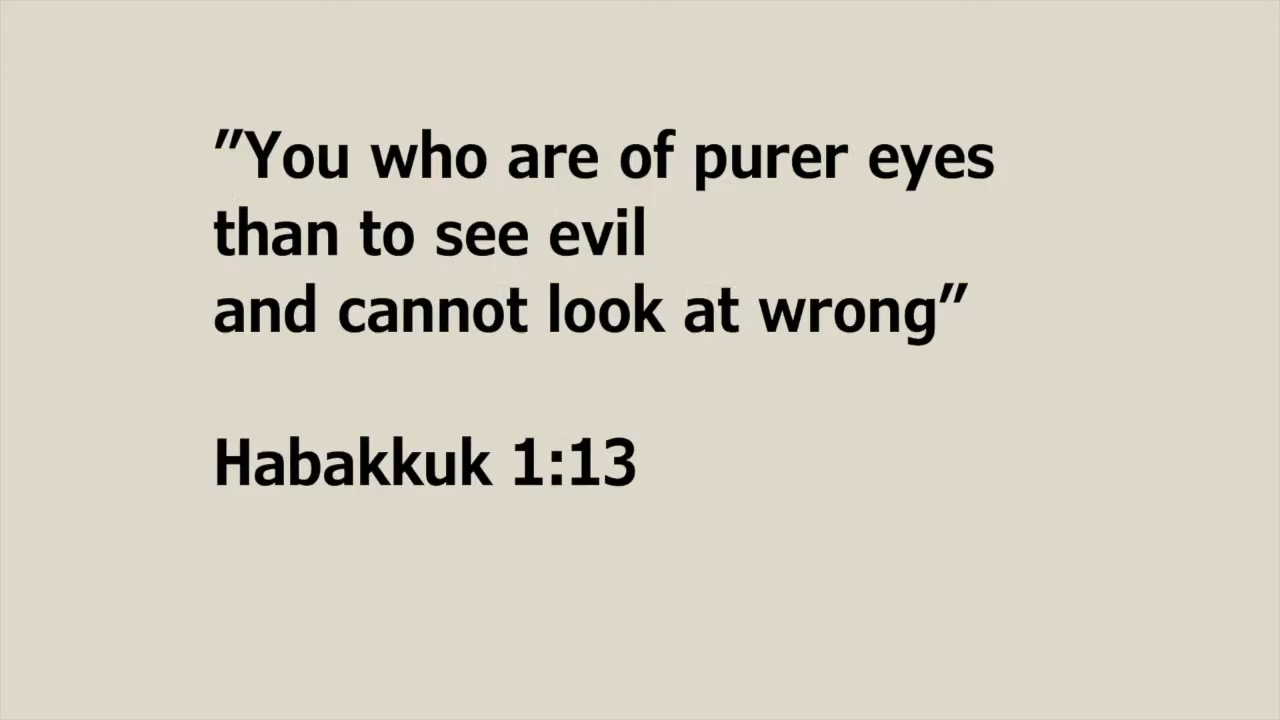 "You who are of purer eyes
than to see evil
and cannot look at wrong"
Habakkuk 1:13